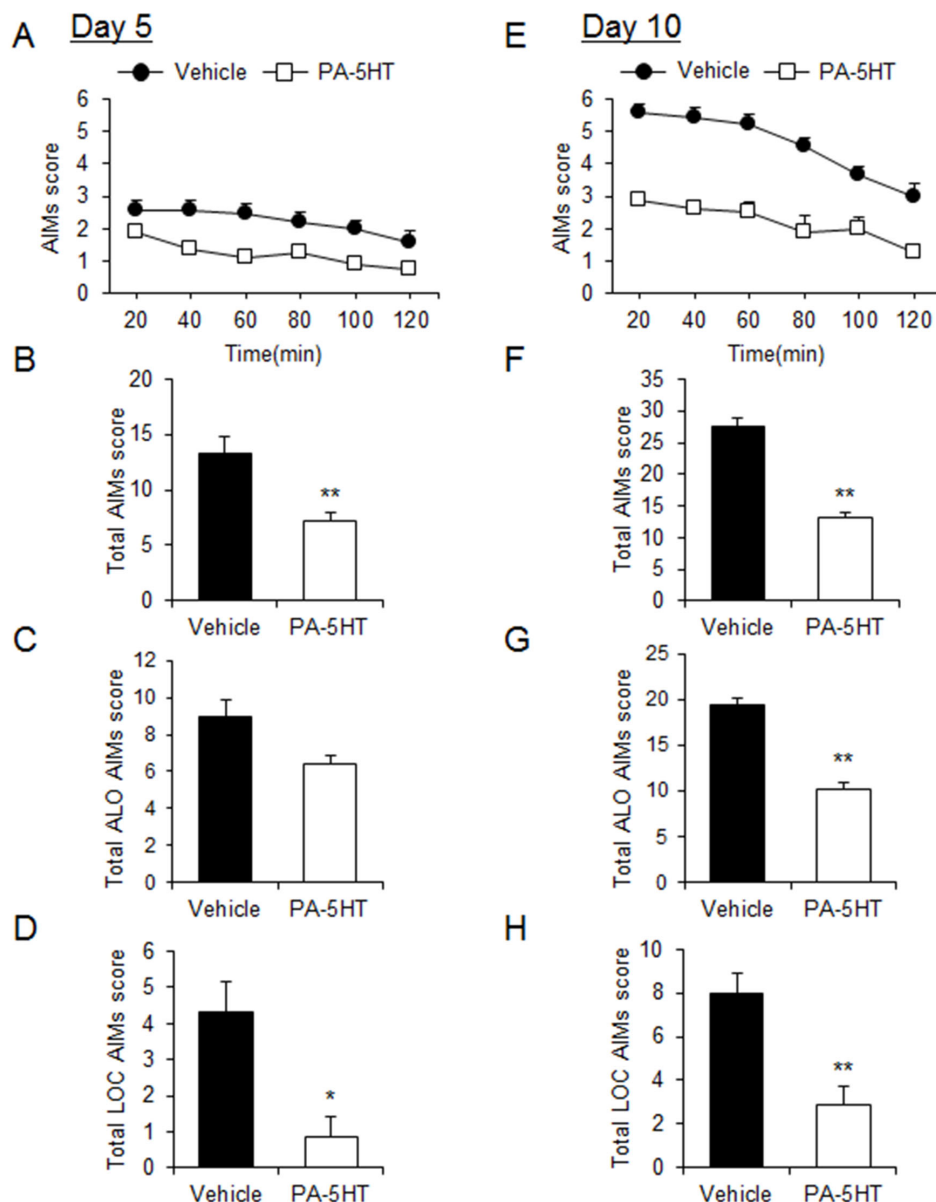 A Day 5
Vehicle PA-5HT
AIMs score
6
5
4
3
2
1
0
20 40 60 80 100 120
Time(min)
E Day 10
Vehicle PA-5HT
AIMs score
6
5
4
3
2
1
0
20 40 60 80 100 120
Time(min)
B
Total AIMs score
20
15
10
5
0
**
Vehicle PA-5HT
F
Total AIMs score
35
30
25
20
15
10
5
0
**
Vehicle PA-5HT
C
Total ALO AIMs score
12
10
8
6
4
2
0
Vehicle PA-5HT
G
Total ALO AIMs score
25
20
15
10
5
0
**
Vehicle PA-5HT
D
Total LOC AIMs score
6
5
4
3
2
1
0
*
Vehicle PA-5HT
H
Total LOC AIMs score
10
8
6
4
2
0
**
Vehicle PA-5HT